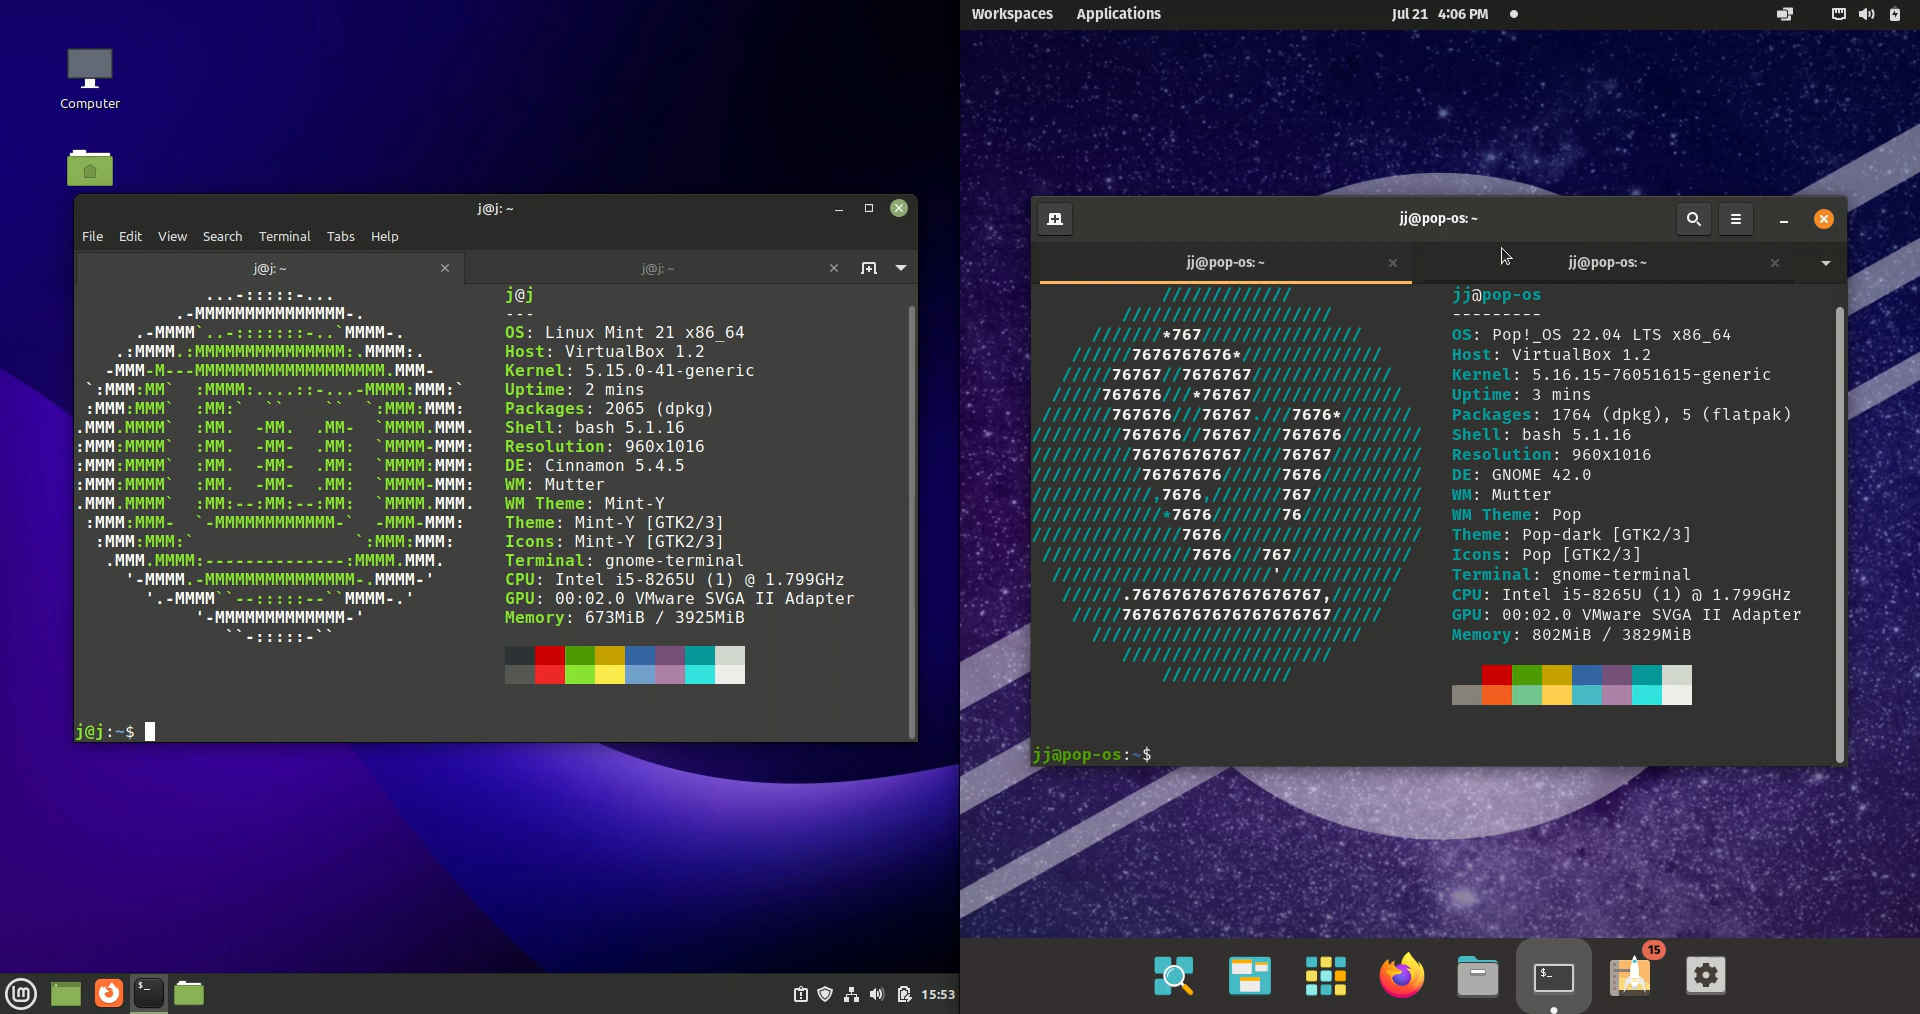 Computer
j@j: ~
File Edit View Search Terminal Tabs Help
j@j: ~
j@j: ~
j@j
---
OS: Linux Mint 21 x86_64
Host: VirtualBox 1.2
Kernel: 5.15.0-41-generic
Uptime: 2 mins
Packages: 2065 (dpkg)
Shell: bash 5.1.16
Resolution: 960x1016
DE: Cinnamon 5.4.5
WM: Mutter
WM Theme: Mint-Y
Theme: Mint-Y [GTK2/3]
Icons: Mint-Y [GTK2/3]
Terminal: gnome-terminal
CPU: Intel i5-8265U (1) @ 1.799GHz
GPU: 00:02.0 VMware SVGA II Adapter
Memory: 673MiB / 3925MiB
j@j:~$
15:53
Workspaces Applications
Jul 21 4:06 PM
jj@pop-os: ~
jj@pop-os: ~
jj@pop-os: ~
jj@pop-os
---------
OS: Pop!_OS 22.04 LTS x86_64
Host: VirtualBox 1.2
Kernel: 5.16.15-76051615-generic
Uptime: 3 mins
Packages: 1764 (dpkg), 5 (flatpak)
Shell: bash 5.1.16
Resolution: 960x1016
DE: GNOME 42.0
WM: Mutter
WM Theme: Pop
Theme: Pop-dark [GTK2/3]
Icons: Pop [GTK2/3]
Terminal: gnome-terminal
CPU: Intel i5-8265U (1) @ 1.799GHz
GPU: 00:02.0 VMware SVGA II Adapter
Memory: 802MiB / 3829MiB
jj@pop-os:~$
15